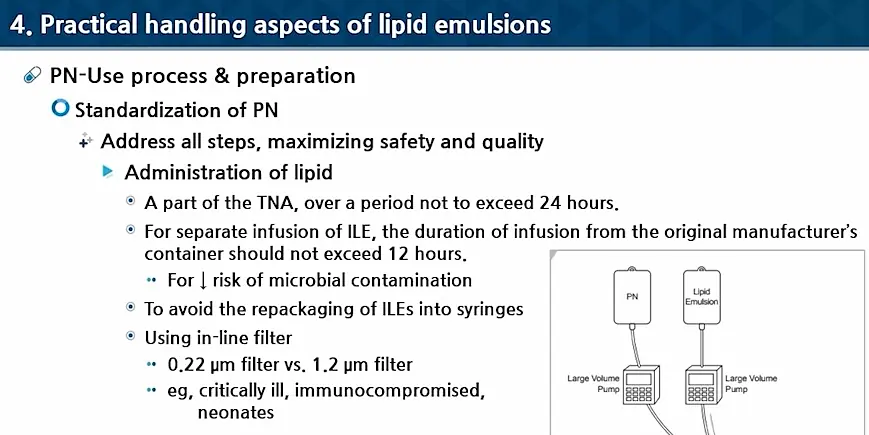 4. Practical handling aspects of lipid emulsions
PN-Use process & preparation
Standardization of PN
Address all steps, maximizing safety and quality
Administration of lipid
A part of the TNA, over a period not to exceed 24 hours.
For separate infusion of ILE, the duration of infusion from the original manufacturer's
container should not exceed 12 hours.
For ↓ risk of microbial contamination
To avoid the repackaging of ILEs into syringes
Using in-line filter
0.22 μm filter vs. 1.2 μm filter
eg, critically ill, immunocompromised,
neonates
PN
Lipid
Emulsion
Large Volume
Pump
Large Volume
Pump